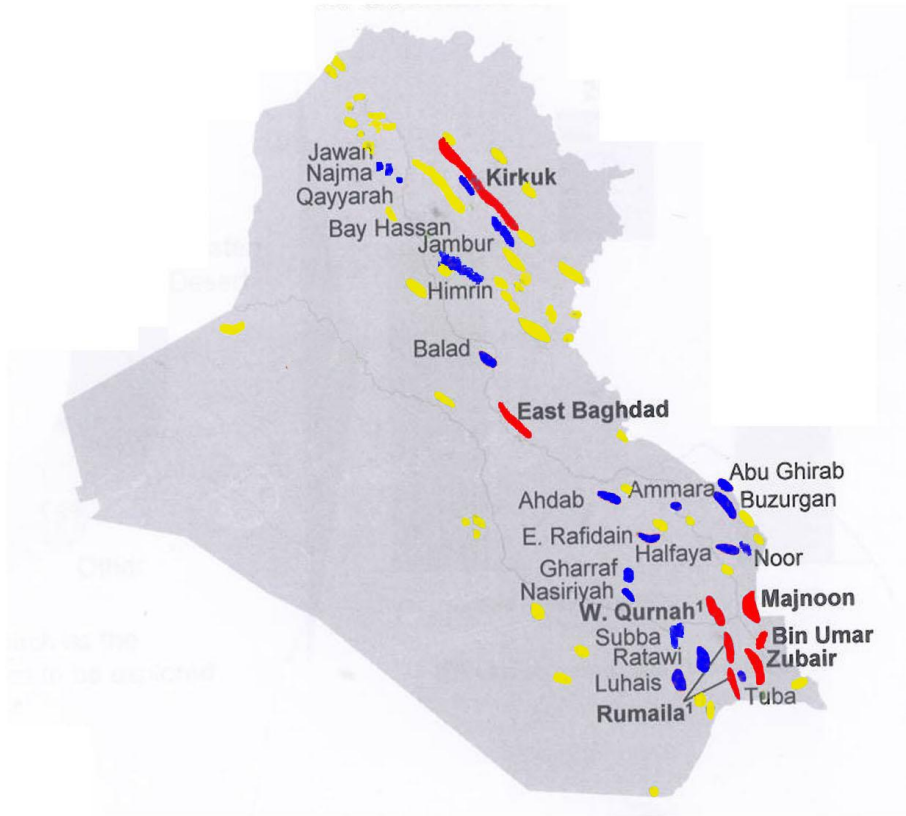 Jawan
Najma
Qayyarah
Kirkuk
Bay Hassan
Jambur
Himrin
Balad
East Baghdad
Abu Ghirab
Ahdab
Ammara
Buzurgan
E. Rafidain
Halfaya
Noor
Gharraf
Nasiriyah
W. Qurnah¹
Majnoon
Subba
Bin Umar
Ratawi
Zubair
Luhais
Tuba
Rumaila¹